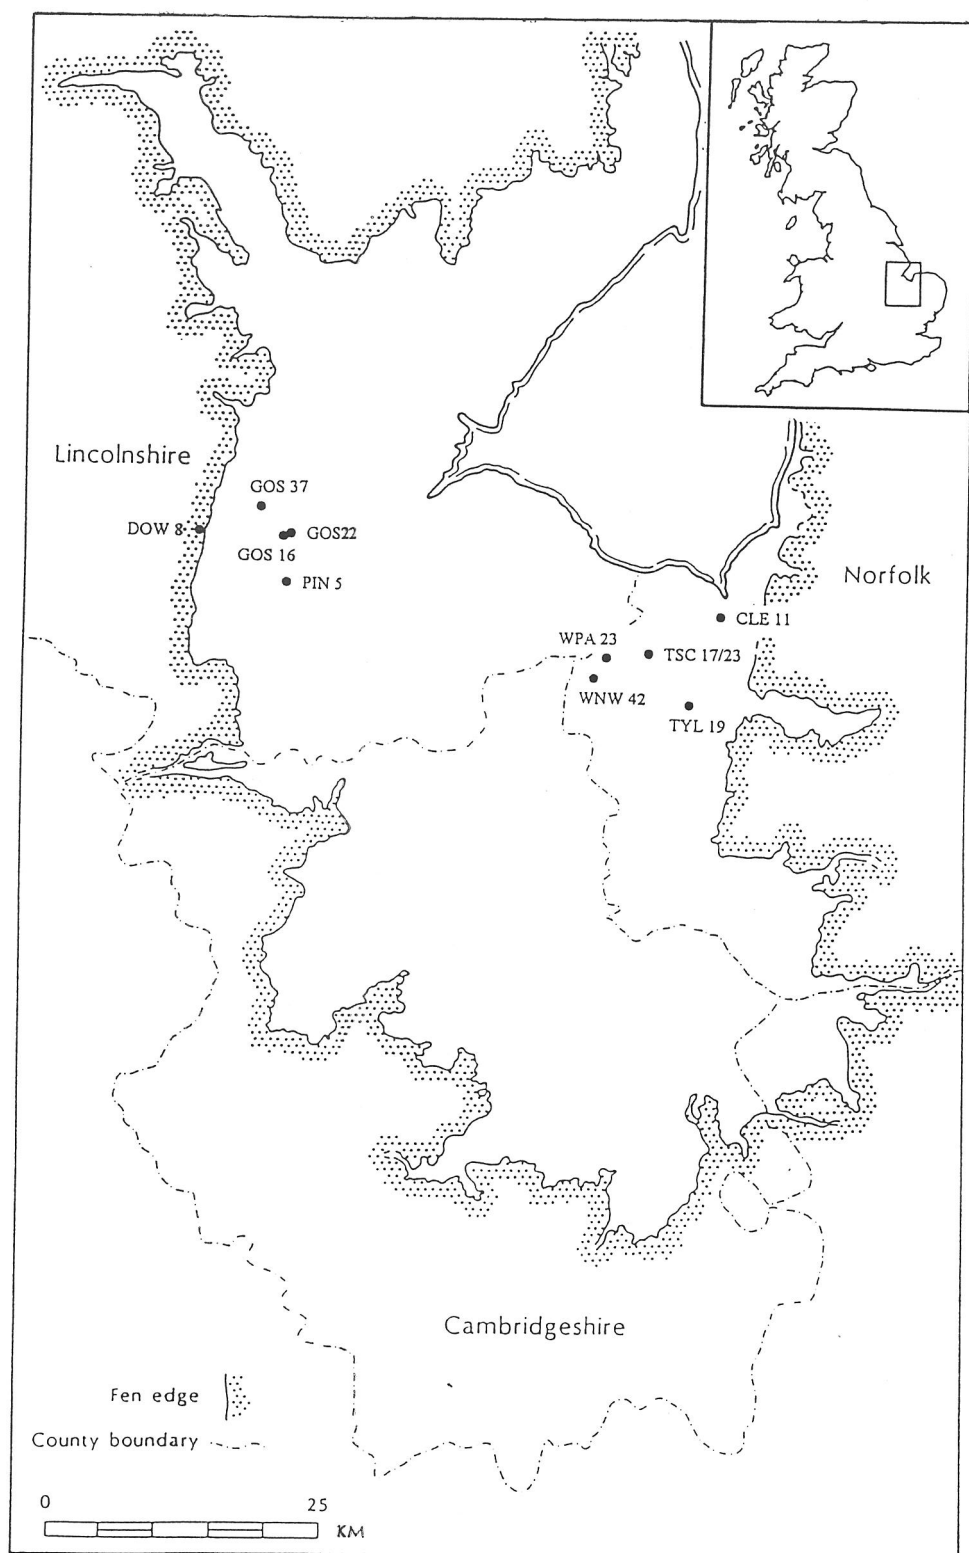 Lincolnshire
GOS 37
DOW 8
GOS22
GOS 16
PIN 5
Norfolk
CLE 11
WPA 23
TSC 17/23
WNW 42
TYL 19
Cambridgeshire
Fen edge
County boundary
0 25
KM